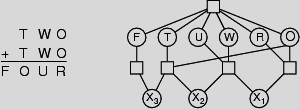 T W O
+ T W O
F O U R
F T U W R O
X₃ X₂ X₁